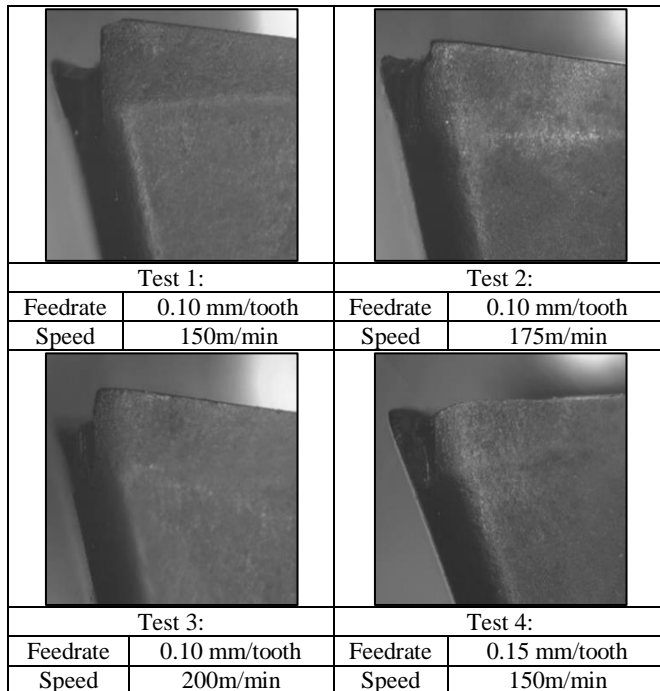 Test 1: Test 2:
Feedrate 0.10 mm/tooth Feedrate 0.10 mm/tooth
Speed 150m/min Speed 175m/min
Test 3: Test 4:
Feedrate 0.10 mm/tooth Feedrate 0.15 mm/tooth
Speed 200m/min Speed 150m/min